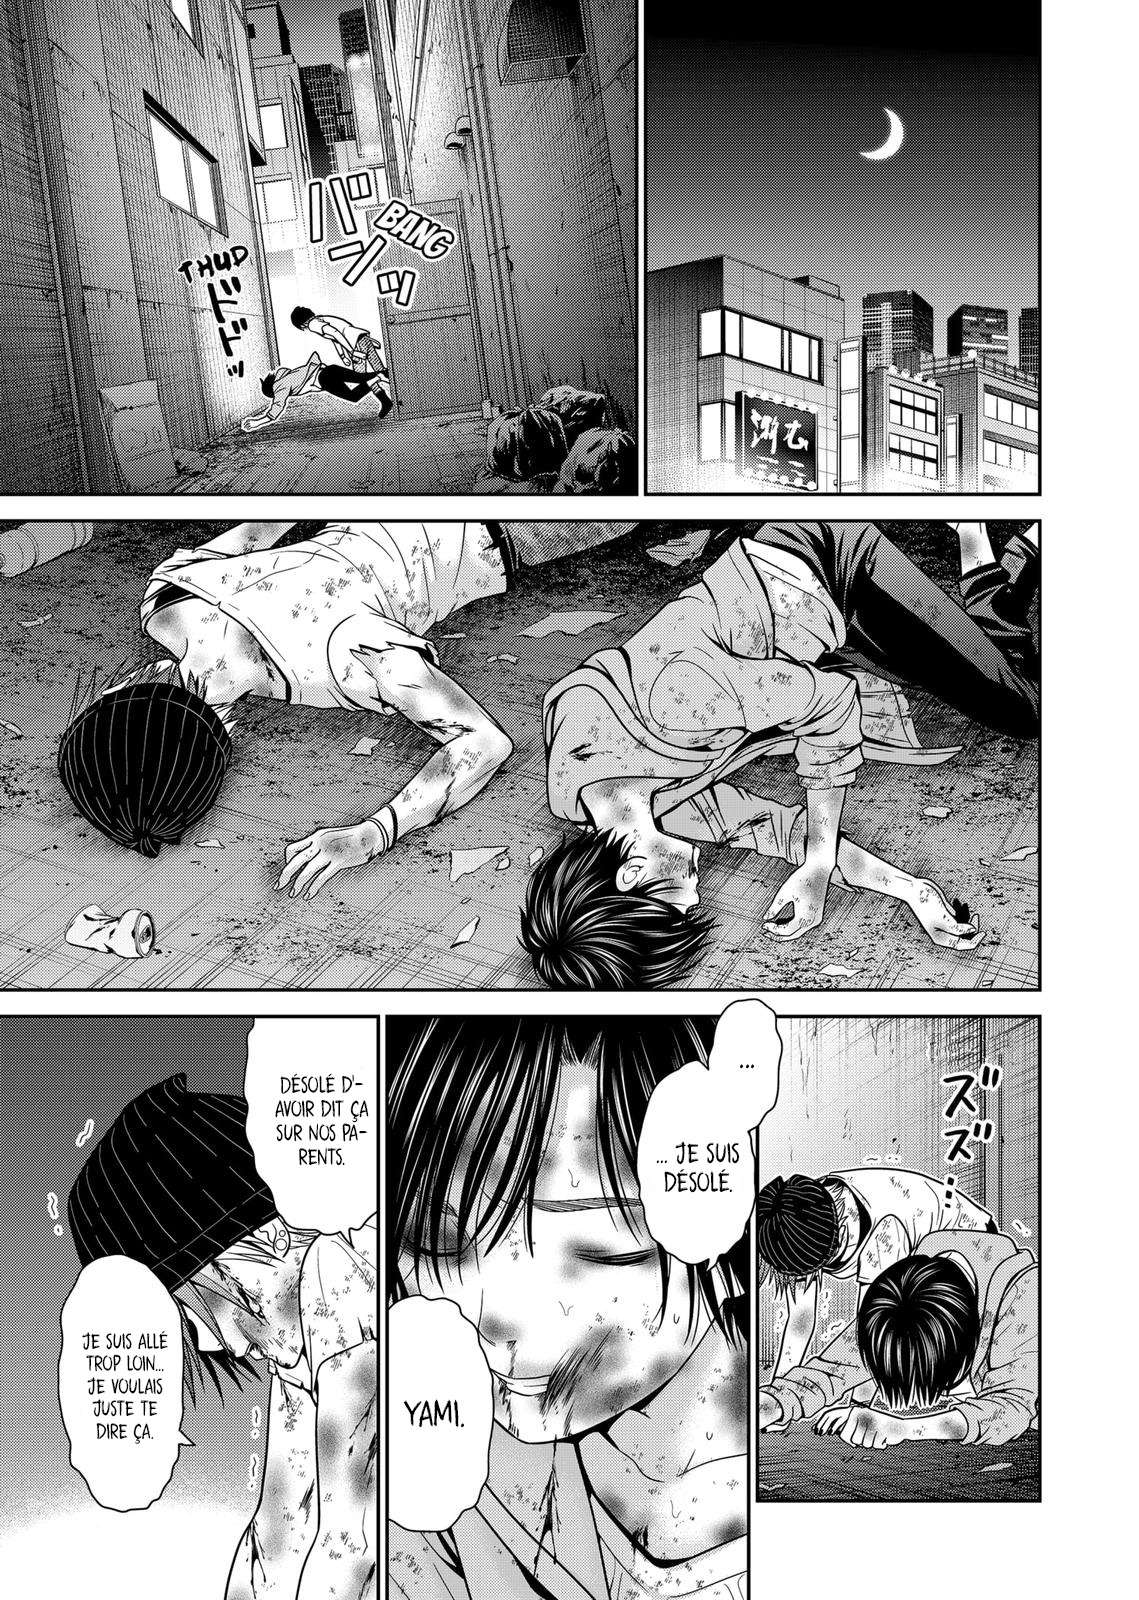 バンッ
BANG
THUD
ドドドッ
ズズ…
...
... JE SUIS
DÉSOLÉ.
YAMI.
DÉSOLÉ D'-
AVOIR DIT ÇA
SUR NOS PA-
RENTS.
JE SUIS ALLÉ
TROP LOIN...
JE VOULAIS
JUSTE TE
DIRE ÇA.